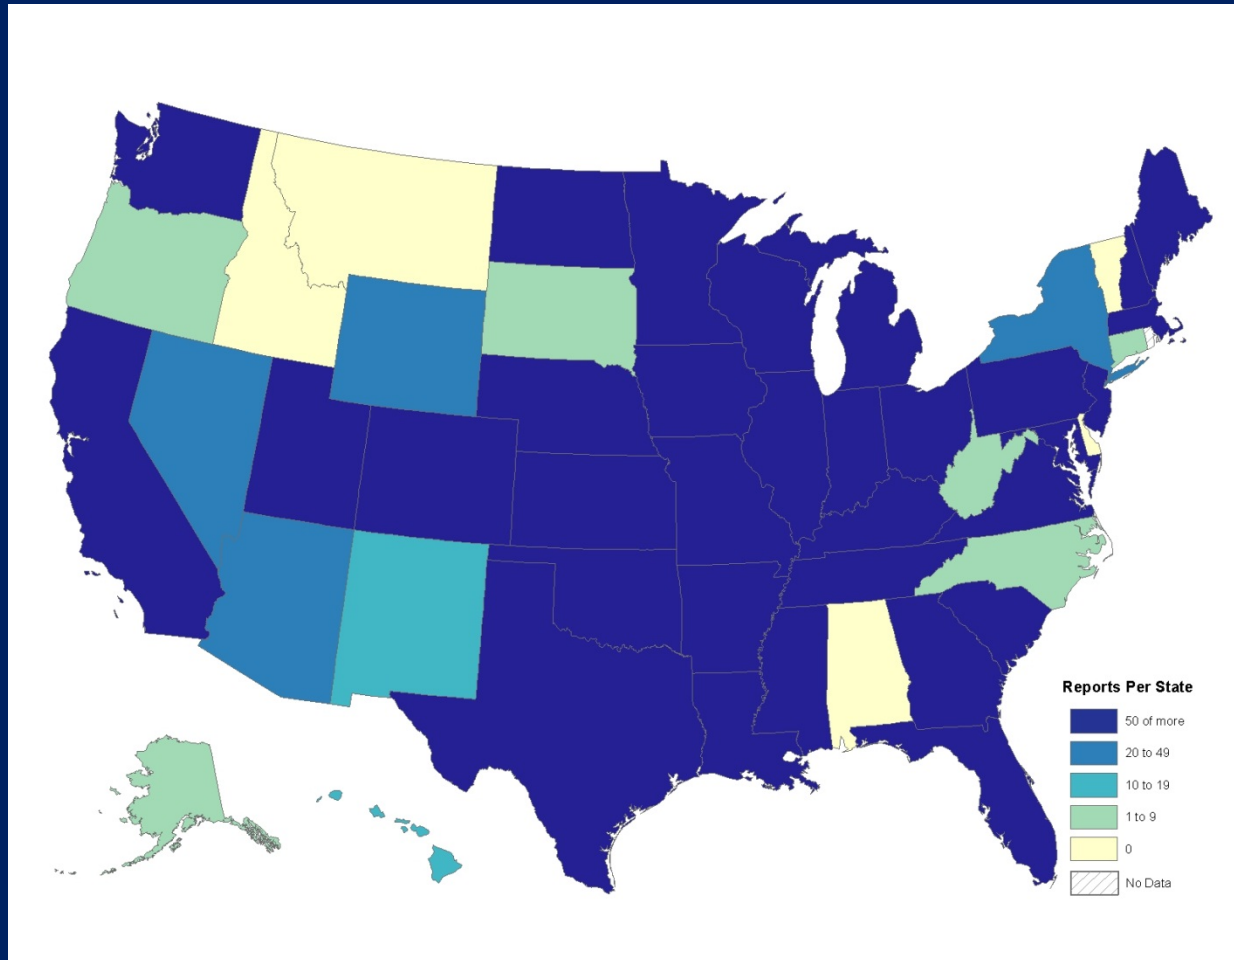 Reports Per State
50 of more
20 to 49
10 to 19
1 to 9
0
No Data